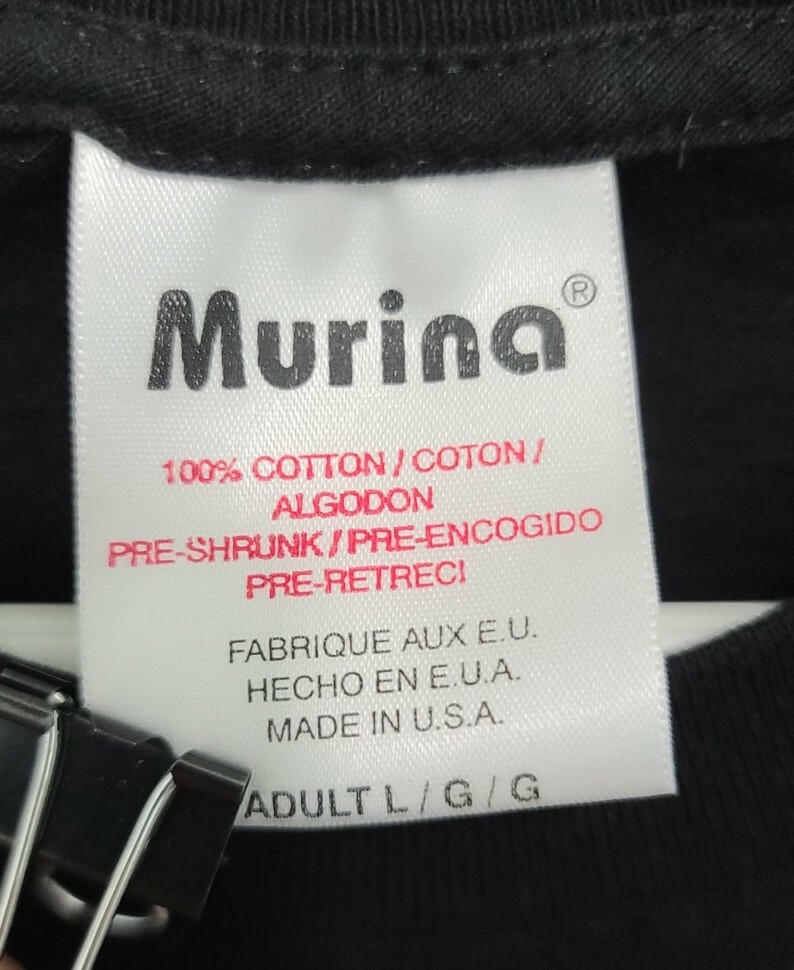 Murina®
100% COTTON / COTON /
ALGODON
PRE-SHRUNK / PRE-ENCOGIDO
PRE-RETRECI
FABRIQUE AUX E.U.
HECHO EN E.U.A.
MADE IN U.S.A.
ADULT L / G / G